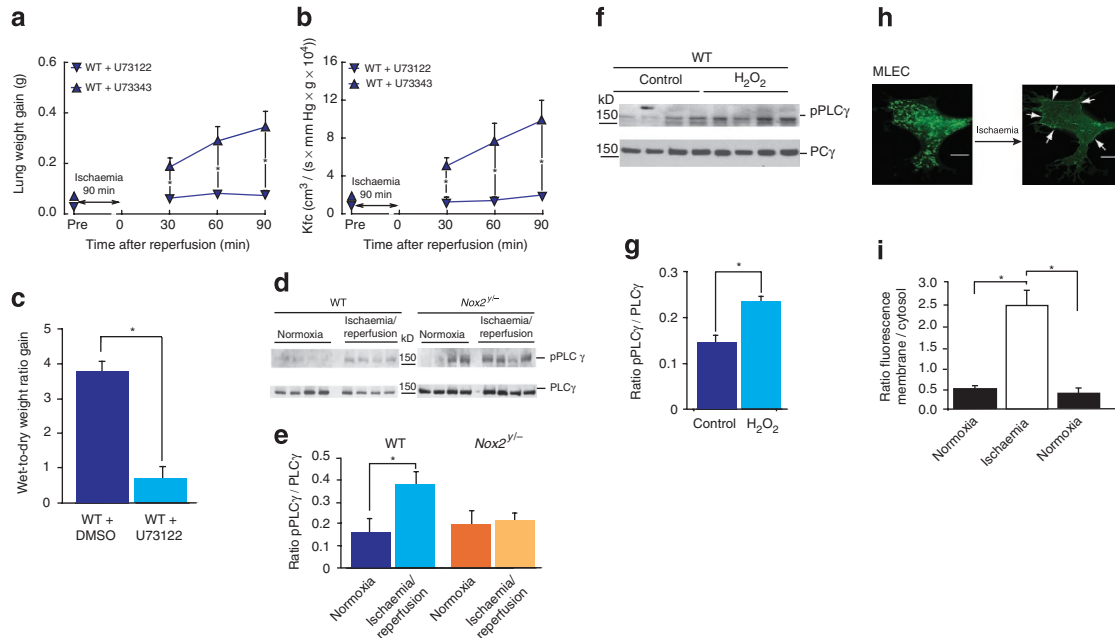 a
Lung weight gain (g)
0.6
0.4
0.2
0.0
WT + U73122
WT + U73343
Ischaemia
90 min
Pre
0
30
60
90
Time after reperfusion (min)
b
Kfc (cm³ / (s × mm Hg × g × 10⁴))
16
12
8
4
0
WT + U73122
WT + U73343
Ischaemia
90 min
Pre
0
30
60
90
Time after reperfusion (min)
* * *
* * *
c
Wet-to-dry weight ratio gain
5
4
3
2
1
0
*
WT +
DMSO
WT +
U73122
d
WT
Nox2ʸ/⁻
Normoxia
Ischaemia/
reperfusion
kD
Normoxia
Ischaemia/
reperfusion
150
pPLC γ
150
PLCγ
e
WT
Nox2ʸ/⁻
Ratio pPLCγ / PLCγ
0.5
0.4
0.3
0.2
0.1
0
*
Normoxia
Ischaemia/
reperfusion
Normoxia
Ischaemia/
reperfusion
f
WT
Control
H₂O₂
kD
150
pPLCγ
150
PCγ
g
Ratio pPLCγ / PLCγ
0.3
0.2
0.1
0
*
Control
H₂O₂
h
MLEC
Ischaemia
i
Ratio fluorescence
membrane / cytosol
3.0
2.5
2.0
1.5
1.0
0.5
0.0
*
*
Normoxia
Ischaemia
Normoxia